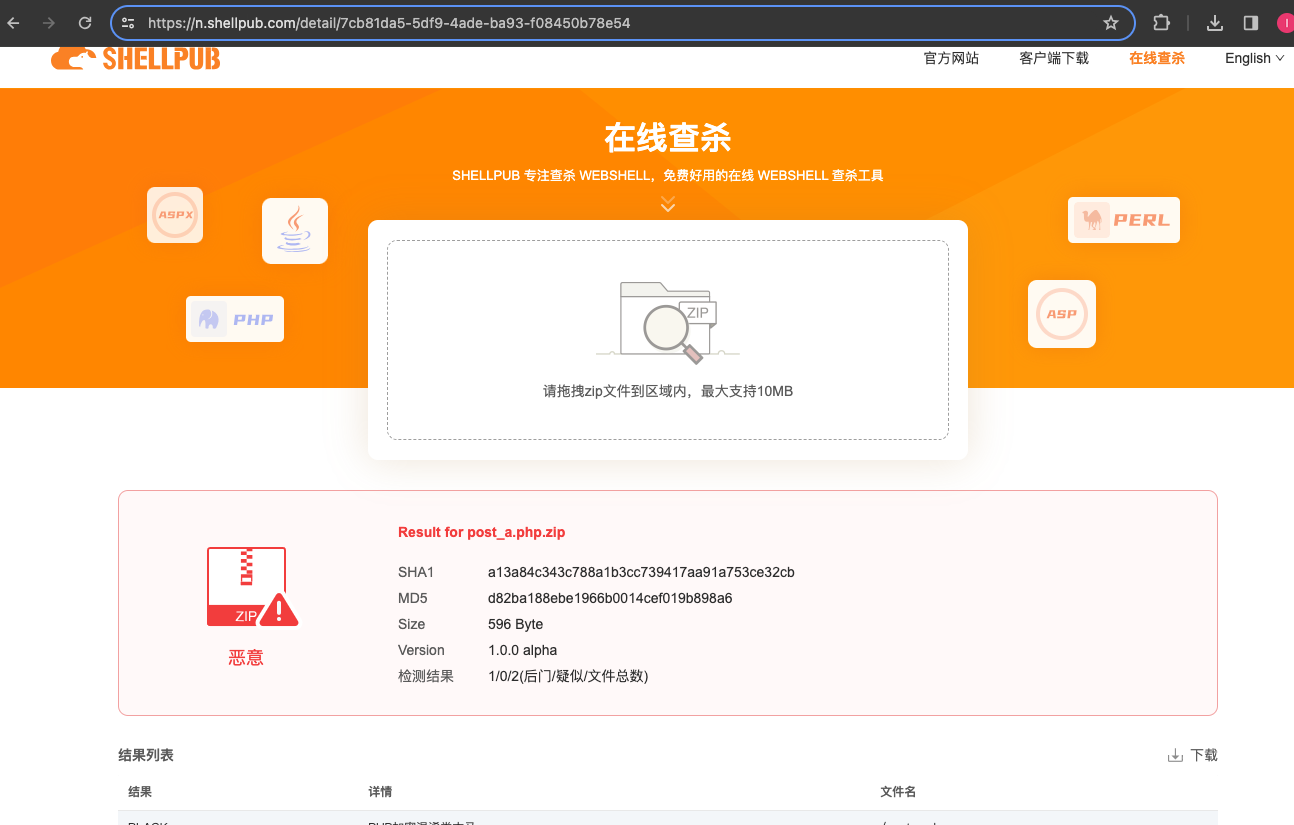 https://n.shellpub.com/detail/7cb81da5-5df9-4ade-ba93-f08450b78e54
I
SHELLPUB
官方网站 客户端下载 在线查杀 English
在线查杀
SHELLPUB 专注查杀 WEBSHELL，免费好用的在线 WEBSHELL 查杀工具
ASPX
PERL
PHP
ASP
ZIP
请拖拽zip文件到区域内，最大支持10MB
Result for post_a.php.zip
SHA1 a13a84c343c788a1b3cc739417aa91a753ce32cb
MD5 d82ba188ebe1966b0014cef019b898a6
Size 596 Byte
Version 1.0.0 alpha
检测结果 1/0/2(后门/疑似/文件总数)
ZIP
恶意
结果列表 下载
结果 详情 文件名